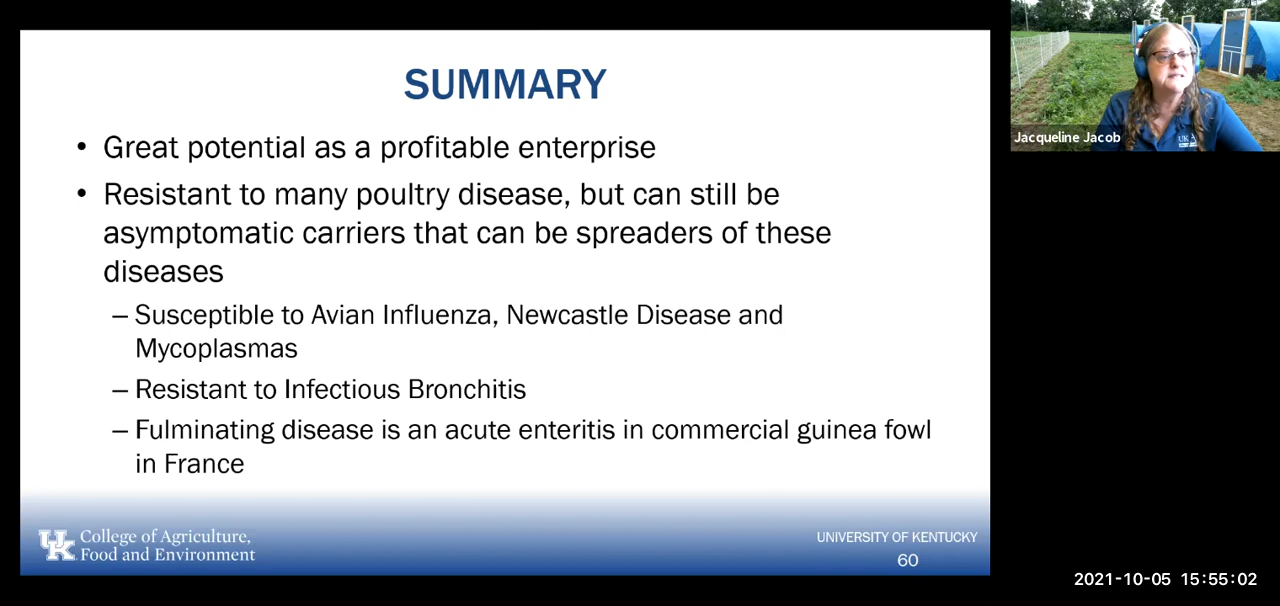 SUMMARY
• Great potential as a profitable enterprise
• Resistant to many poultry disease, but can still be
asymptomatic carriers that can be spreaders of these
diseases
– Susceptible to Avian Influenza, Newcastle Disease and
Mycoplasmas
– Resistant to Infectious Bronchitis
– Fulminating disease is an acute enteritis in commercial guinea fowl
in France
UK
College of Agriculture,
Food and Environment
UNIVERSITY OF KENTUCKY
60
Jacqueline Jacob
UK
2021-10-05 15:55:02